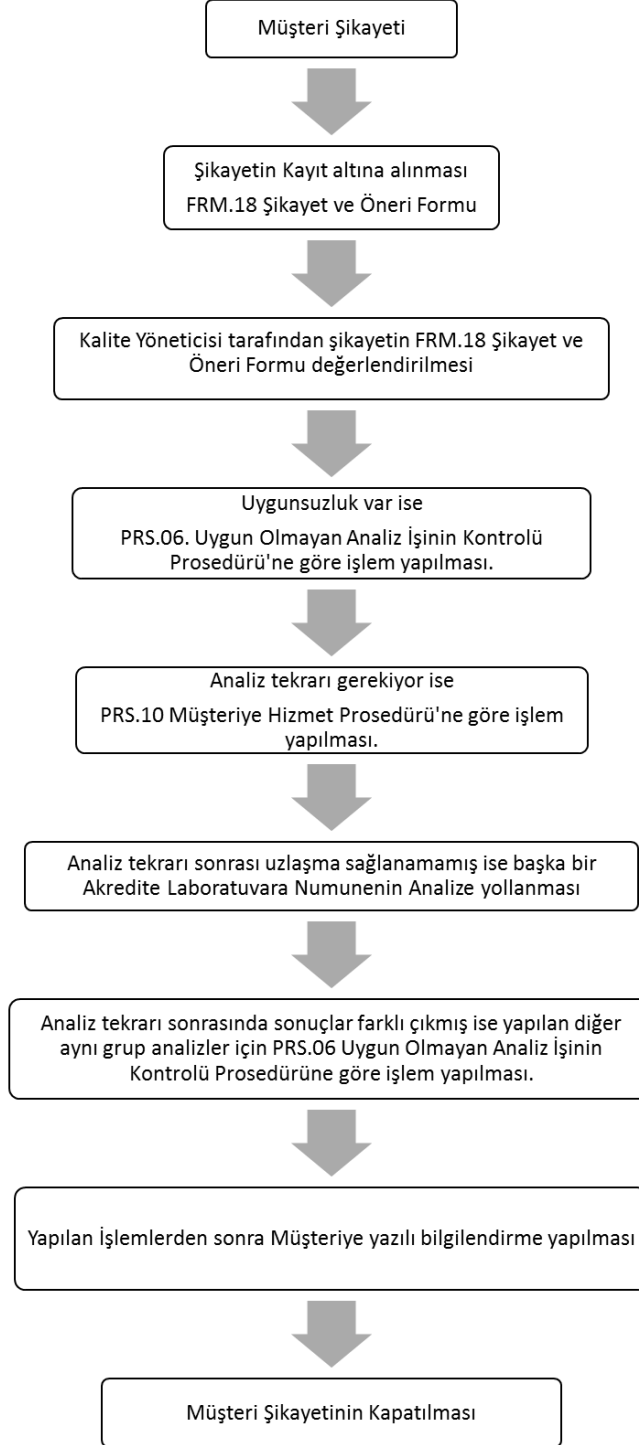 Müşteri Şikayeti
Şikayetin Kayıt altına alınması
FRM.18 Şikayet ve Öneri Formu
Kalite Yöneticisi tarafından şikayetin FRM.18 Şikayet ve
Öneri Formu değerlendirilmesi
Uygunsuzluk var ise
PRS.06. Uygun Olmayan Analiz İşinin Kontrolü
Prosedürü'ne göre işlem yapılması.
Analiz tekrarı gerekiyor ise
PRS.10 Müşteriye Hizmet Prosedürü'ne göre işlem
yapılması.
Analiz tekrarı sonrası uzlaşma sağlanamamış ise başka bir
Akredite Laboratuvara Numunenin Analize yollanması
Analiz tekrarı sonrasında sonuçlar farklı çıkmış ise yapılan diğer
aynı grup analizler için PRS.06 Uygun Olmayan Analiz İşinin
Kontrolü Prosedürüne göre işlem yapılması.
Yapılan İşlemlerden sonra Müşteriye yazılı bilgilendirme yapılması
Müşteri Şikayetinin Kapatılması